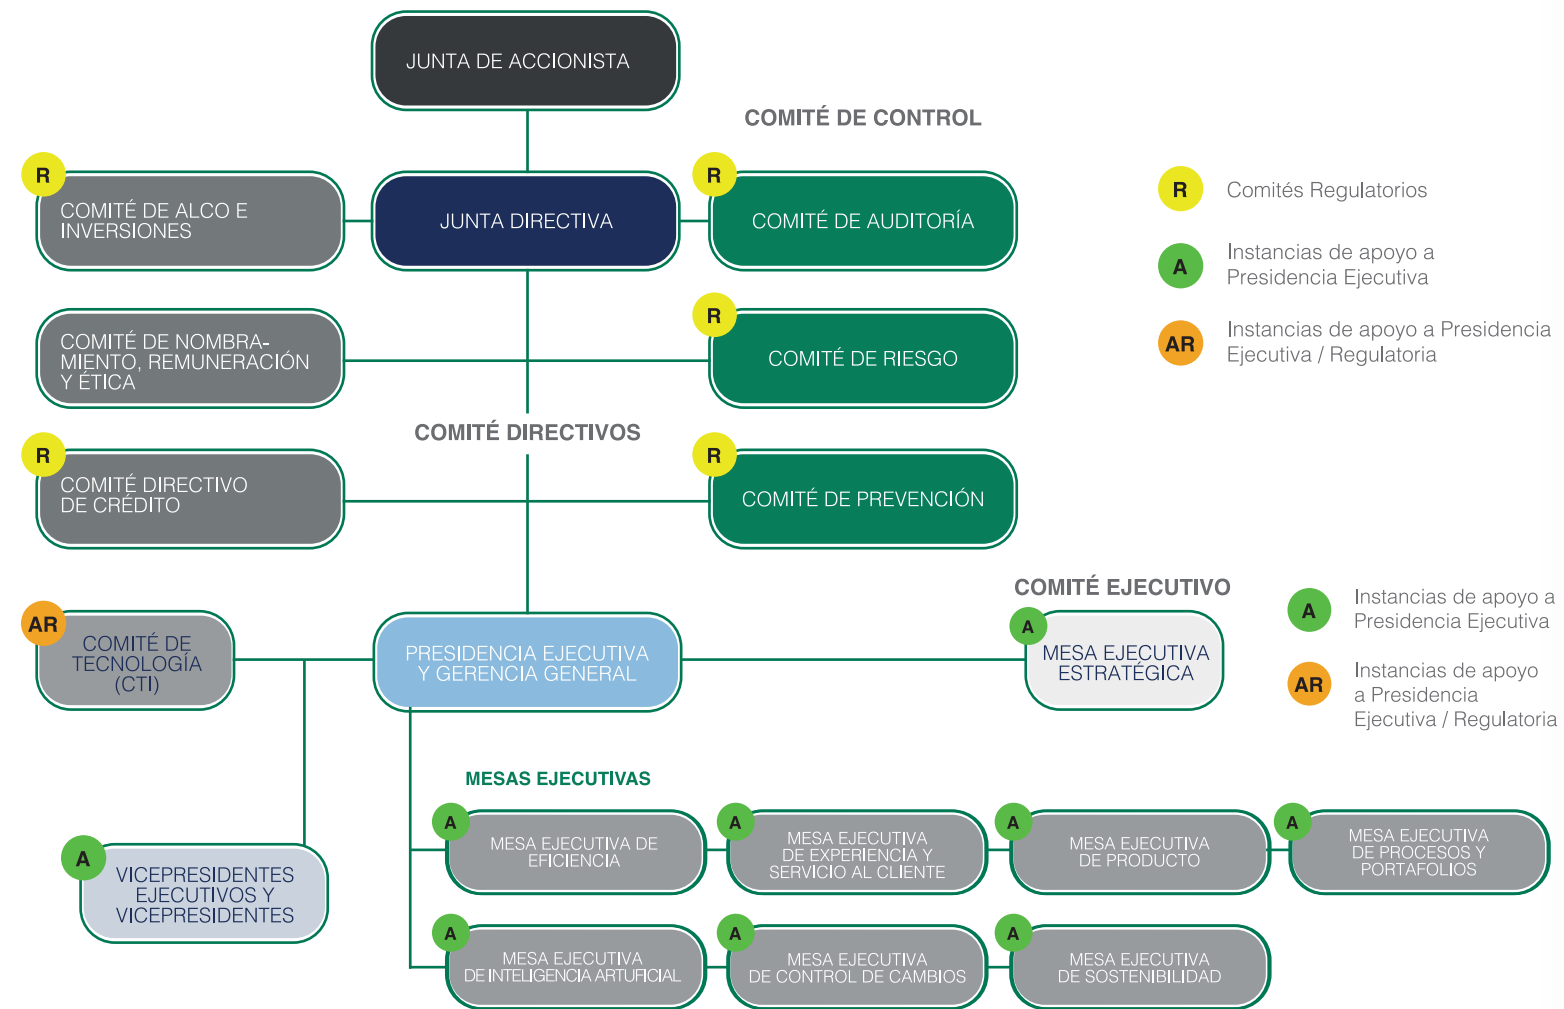 JUNTA DE ACCIONISTA
COMITÉ DE CONTROL
R
COMITÉ DE ALCO E
INVERSIONES
JUNTA DIRECTIVA
R
COMITÉ DE AUDITORÍA
R
Comités Regulatorios
A
Instancias de apoyo a
Presidencia Ejecutiva
AR
Instancias de apoyo a Presidencia
Ejecutiva / Regulatoria
COMITÉ DE NOMBRA-
MIENTO, REMUNERACIÓN
Y ÉTICA
R
COMITÉ DE RIESGO
COMITÉ DIRECTIVOS
R
COMITÉ DIRECTIVO
DE CRÉDITO
R
COMITÉ DE PREVENCIÓN
AR
COMITÉ DE
TECNOLOGÍA
(CTI)
PRESIDENCIA EJECUTIVA
Y GERENCIA GENERAL
COMITÉ EJECUTIVO
A
MESA EJECUTIVA
ESTRATÉGICA
A
Instancias de apoyo a
Presidencia Ejecutiva
AR
Instancias de apoyo
a Presidencia
Ejecutiva / Regulatoria
MESAS EJECUTIVAS
A
MESA EJECUTIVA DE
EFICIENCIA
A
MESA EJECUTIVA
DE EXPERIENCIA Y
SERVICIO AL CLIENTE
A
MESA EJECUTIVA
DE PRODUCTO
A
MESA EJECUTIVA
DE PROCESOS Y
PORTAFOLIOS
A
VICEPRESIDENTES
EJECUTIVOS Y
VICEPRESIDENTES
A
MESA EJECUTIVA
DE INTELIGENCIA ARTUFICIAL
A
MESA EJECUTIVA
DE CONTROL DE CAMBIOS
A
MESA EJECUTIVA
DE SOSTENIBILIDAD